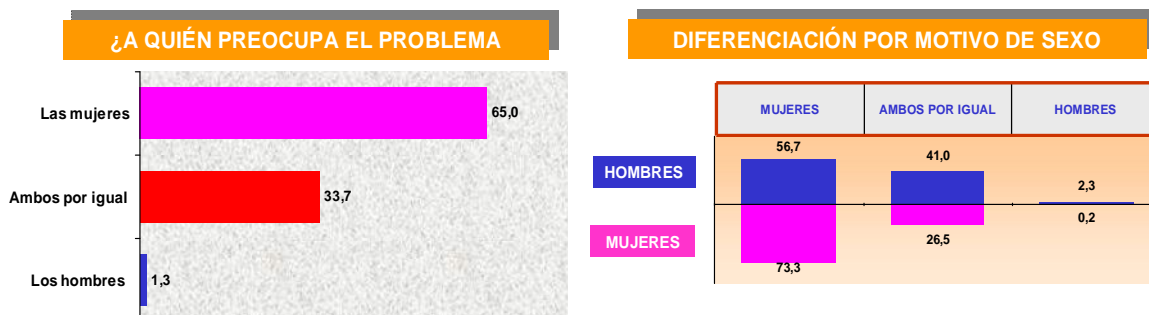 ¿A QUIÉN PREOCUPA EL PROBLEMA
Las mujeres
65,0
Ambos por igual
33,7
Los hombres
1,3
DIFERENCIACIÓN POR MOTIVO DE SEXO
MUJERES AMBOS POR IGUAL HOMBRES
HOMBRES
56,7 41,0 2,3
MUJERES
73,3 26,5 0,2